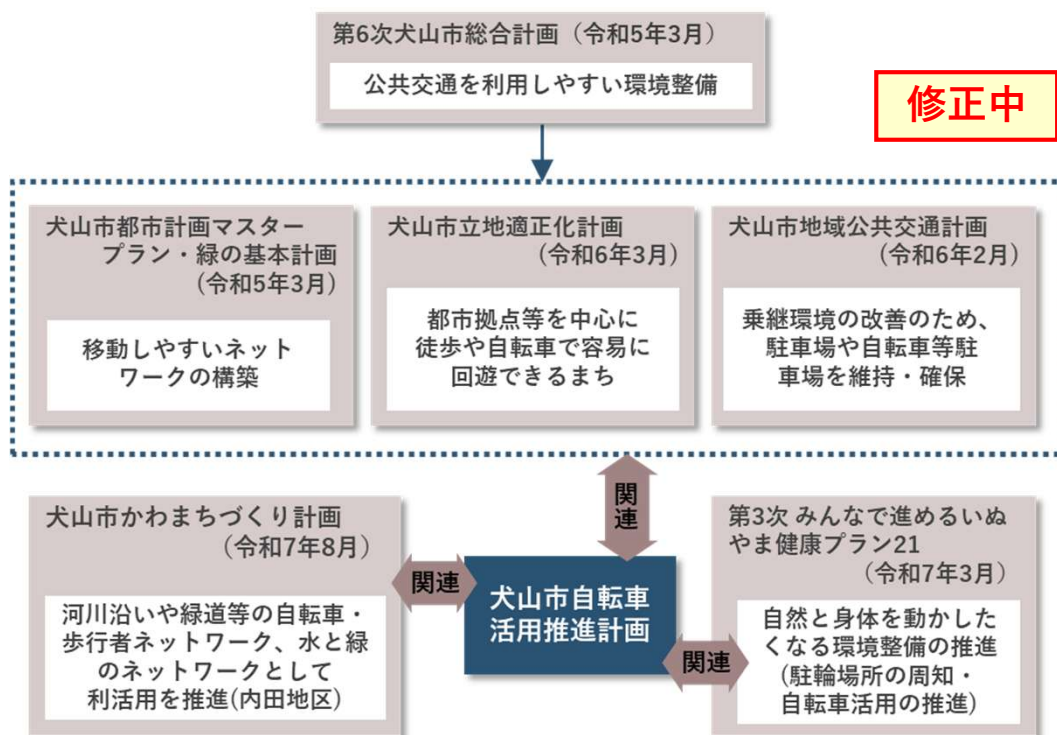 第6次犬山市総合計画（令和5年3月）
公共交通を利用しやすい環境整備
修正中
犬山市都市計画マスター
プラン・緑の基本計画
(令和5年3月)
移動しやすいネット
ワークの構築
犬山市立地適正化計画
(令和6年3月)
都市拠点等を中心に
徒歩や自転車で容易に
回遊できるまち
犬山市地域公共交通計画
(令和6年2月)
乗継環境の改善のため、
駐車場や自転車等駐
車場を維持・確保
関連
犬山市かわまちづくり計画
（令和7年8月）
河川沿いや緑道等の自転車・
歩行者ネットワーク、水と緑
のネットワークとして
利活用を推進(内田地区)
関連
犬山市自転車
活用推進計画
関連
第3次 みんなで進めるいぬ
やま健康プラン21
（令和7年3月）
自然と身体を動かした
くなる環境整備の推進
(駐輪場所の周知・
自転車活用の推進)